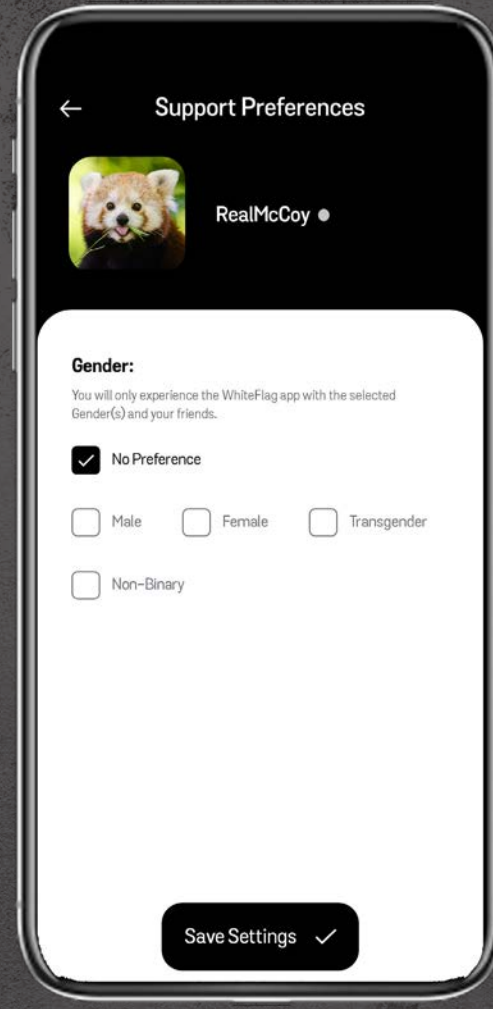 Support Preferences
RealMcCoy
Gender:
You will only experience the WhiteFlag app with the selected
Gender(s) and your friends.
No Preference
Male Female Transgender
Non-Binary
Save Settings